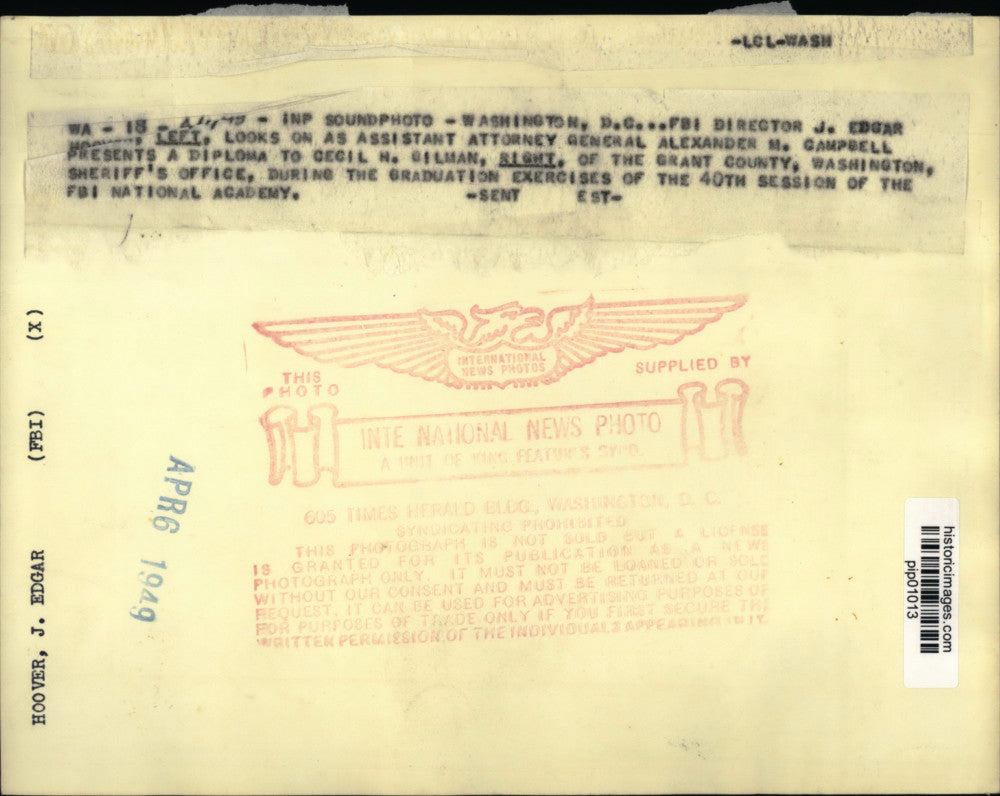 -LCL-WASH
WA - 18 - - INP SOUNDPHOTO - WASHINGTON, D.C...FBI DIRECTOR J. EDGAR
LEFT, LOOKS ON AS ASSISTANT ATTORNEY GENERAL ALEXANDER M. CAMPBELL
PRESENTS A DIPLOMA TO CECIL H. GILMAN, RIGHT, OF THE GRANT COUNTY, WASHINGTON,
SHERIFF'S OFFICE, DURING THE GRADUATION EXERCISES OF THE 40TH SESSION OF THE
FBI NATIONAL ACADEMY. -SENT EST-
HOOVER, J. EDGAR (FBI) (X)
APR6 1949
INTERNATIONAL
NEWS PHOTOS
THIS PHOTO
SUPPLIED BY
INTE NATIONAL NEWS PHOTO
A UNIT OF KING FEATURES SYND.
605 TIMES HERALD BLDG., WASHINGTON, D. C.
SYNDICATING PROHIBITED
THIS PHOTOGRAPH IS NOT SOLD BUT A LICENSE
IS GRANTED FOR ITS PUBLICATION AS A NEWS
PHOTOGRAPH ONLY. IT MUST NOT BE LOANED OR SOLD
WITHOUT OUR CONSENT AND MUST BE RETURNED AT OUR
REQUEST. IT CAN BE USED FOR ADVERTISING PURPOSES OR
FOR PURPOSES OF TRADE ONLY IF YOU FIRST SECURE THE
WRITTEN PERMISSION OF THE INDIVIDUALS APPEARING IN IT.
historicimages.com
pip01013